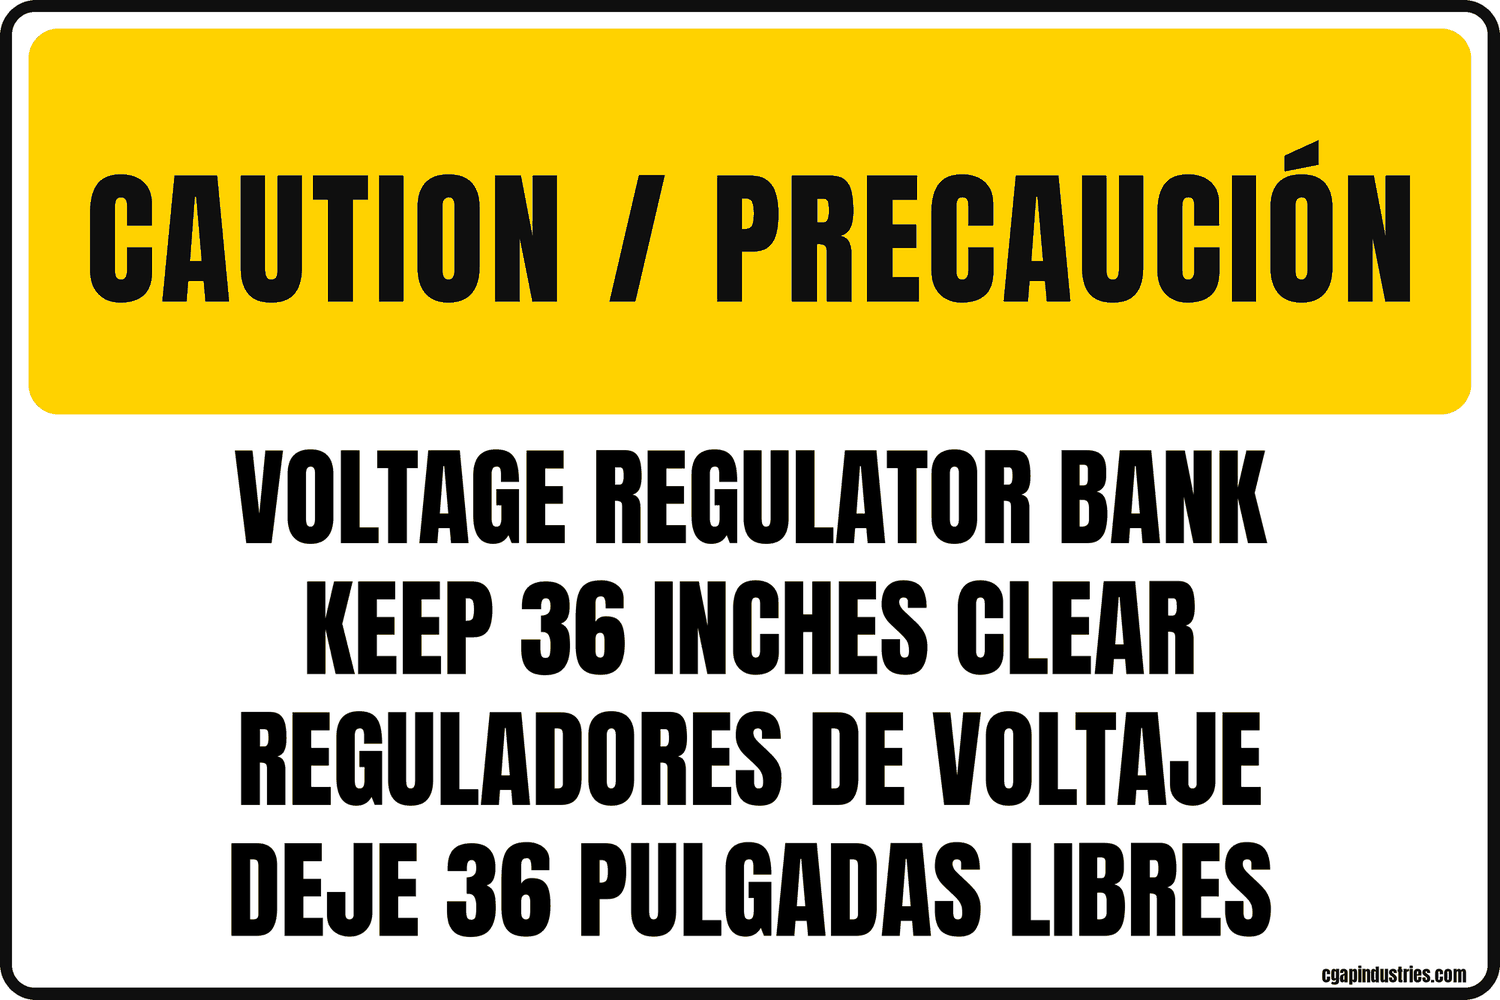 CAUTION / PRECAUCIÓN
VOLTAGE REGULATOR BANK
KEEP 36 INCHES CLEAR
REGULADORES DE VOLTAJE
DEJE 36 PULGADAS LIBRES
cgapindustries.com